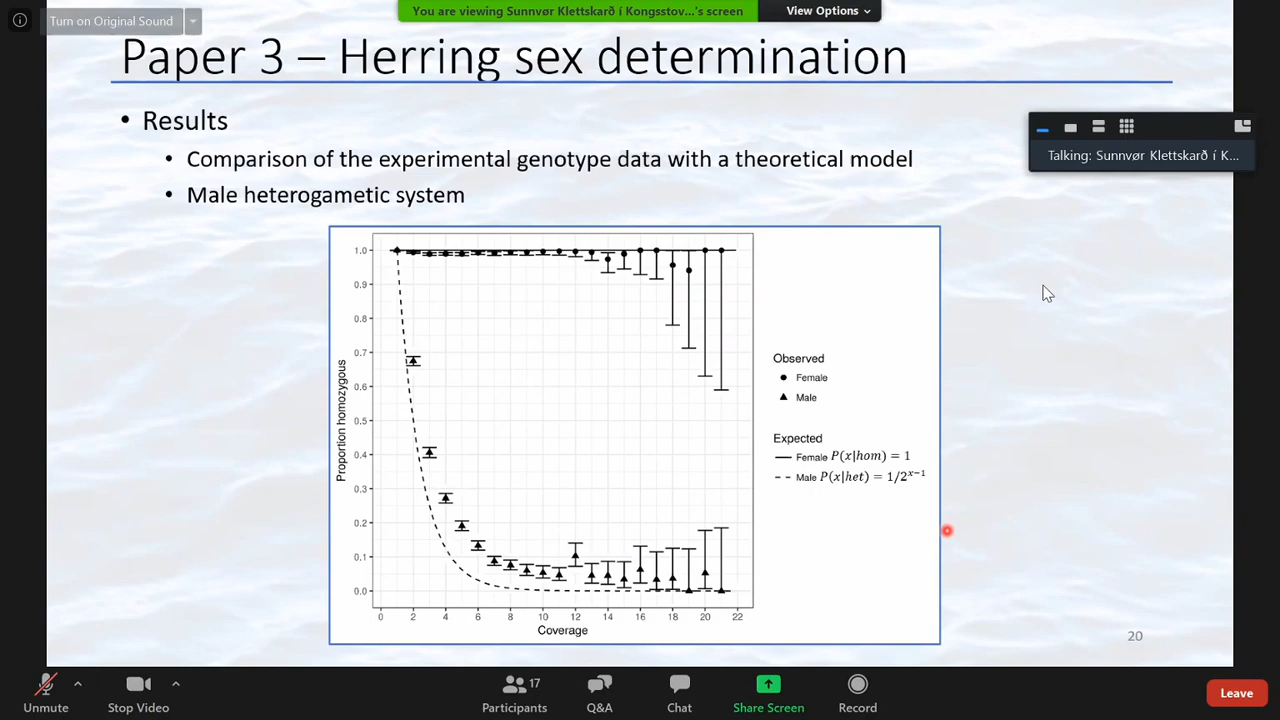 Turn on Original Sound
You are viewing Sunnvør Klettskarð í Kongsstov...'s screen
View Options
Paper 3 – Herring sex determination
• Results
• Comparison of the experimental genotype data with a theoretical model
• Male heterogametic system
Talking: Sunnvør Klettskarð í K...
1.0
0.9
0.8
0.7
0.6
0.5
0.4
0.3
0.2
0.1
0.0
Proportion homozygous
0 2 4 6 8 10 12 14 16 18 20 22
Coverage
Observed
Female
Male
Expected
Female P(x|hom) = 1
Male P(x|het) = 1/2^{x−1}
20
Unmute
Stop Video
17
Participants
Q&A
Chat
Share Screen
Record
Leave